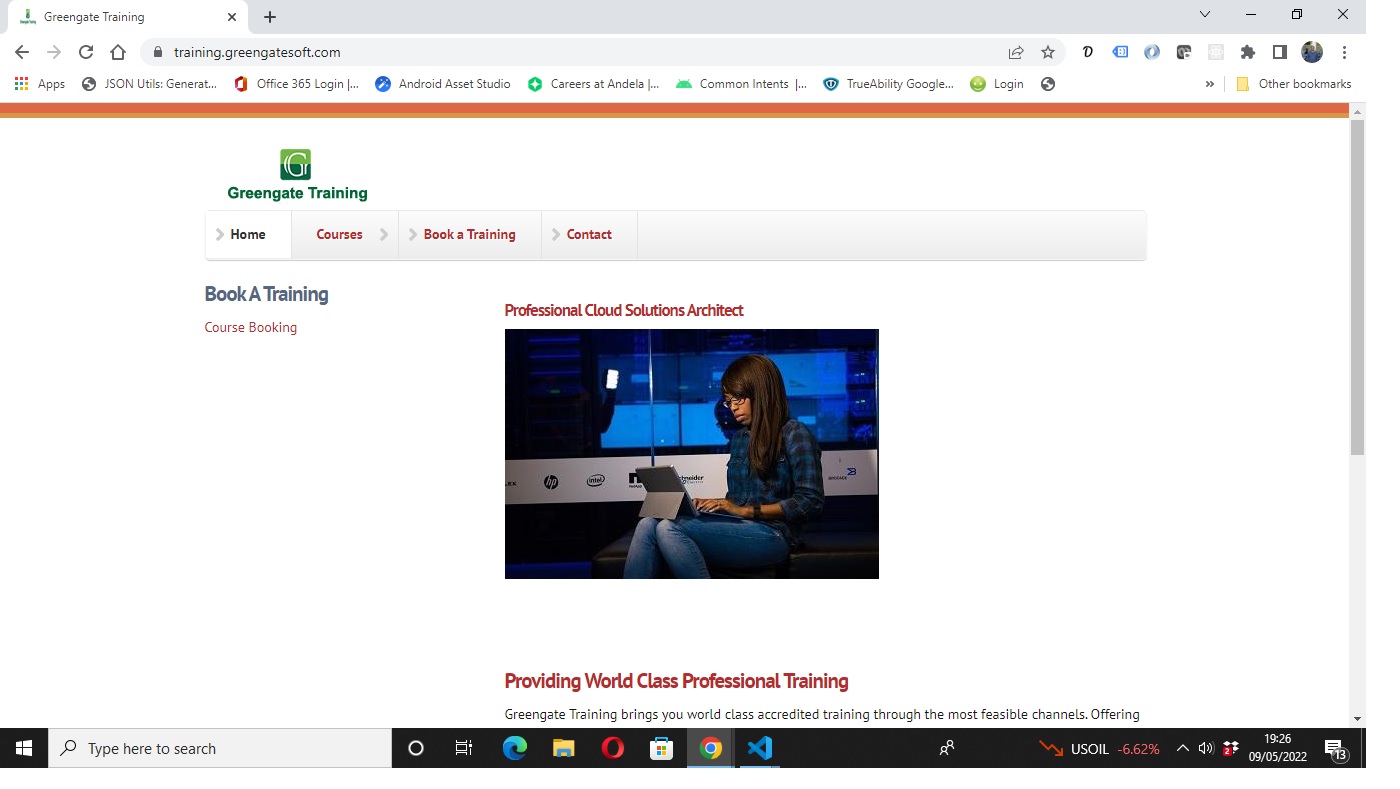 Greengate Training
training.greengatesoft.com
Apps
JSON Utils: Generat...
Office 365 Login |...
Android Asset Studio
Careers at Andela |...
Common Intents |...
TrueAbility Google...
Login
»
Other bookmarks
Greengate Training
Home
Courses
Book a Training
Contact
Book A Training
Course Booking
Professional Cloud Solutions Architect
hp
intel
Providing World Class Professional Training
Greengate Training brings you world class accredited training through the most feasible channels. Offering
Type here to search
USOIL -6.62%
2
19:26
09/05/2022
13